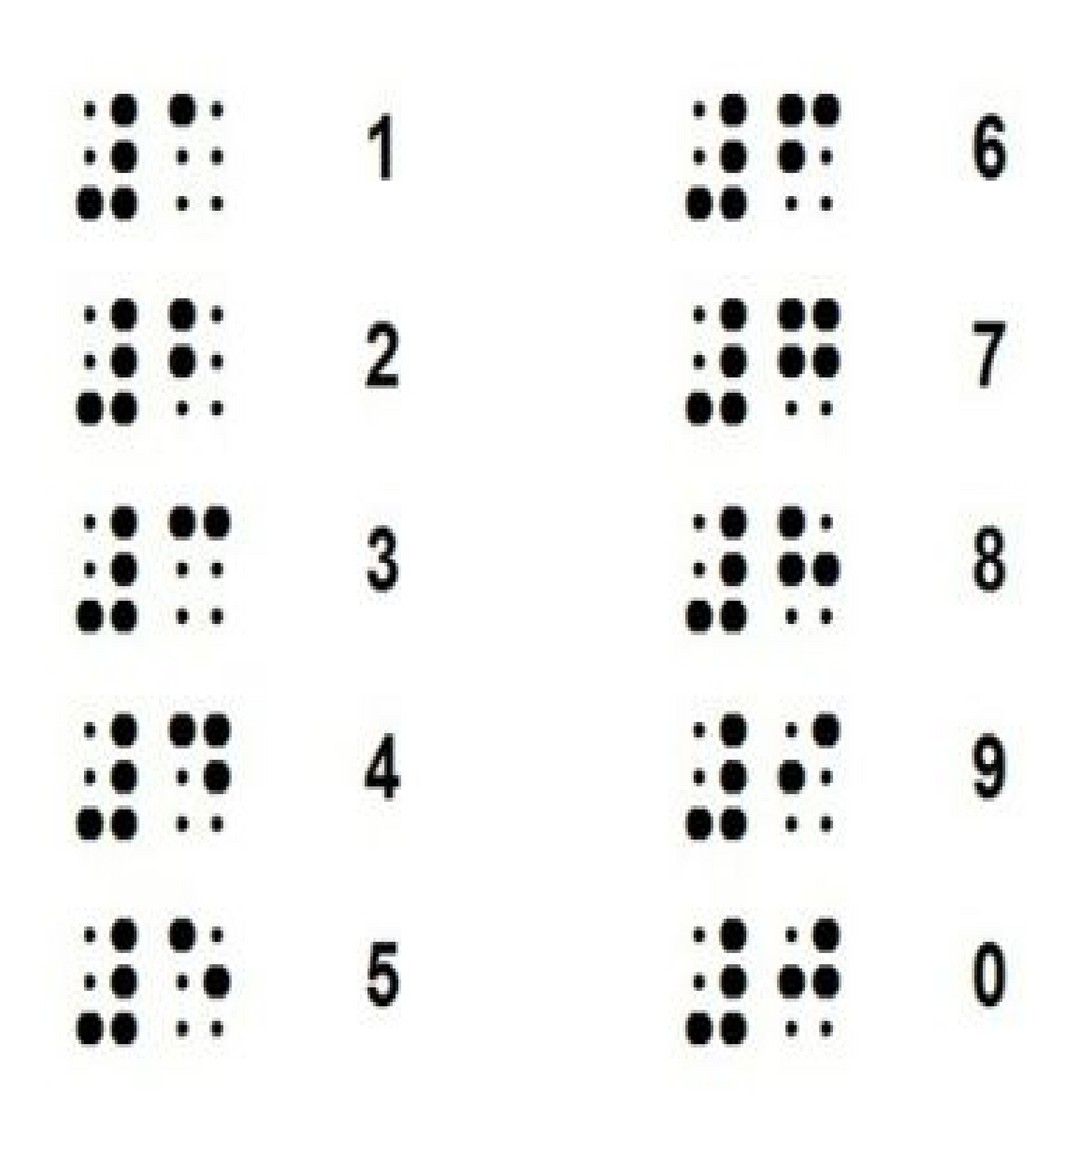 ⠼⠁ 1 ⠼⠋ 6
⠼⠃ 2 ⠼⠛ 7
⠼⠉ 3 ⠼⠓ 8
⠼⠙ 4 ⠼⠊ 9
⠼⠑ 5 ⠼⠚ 0